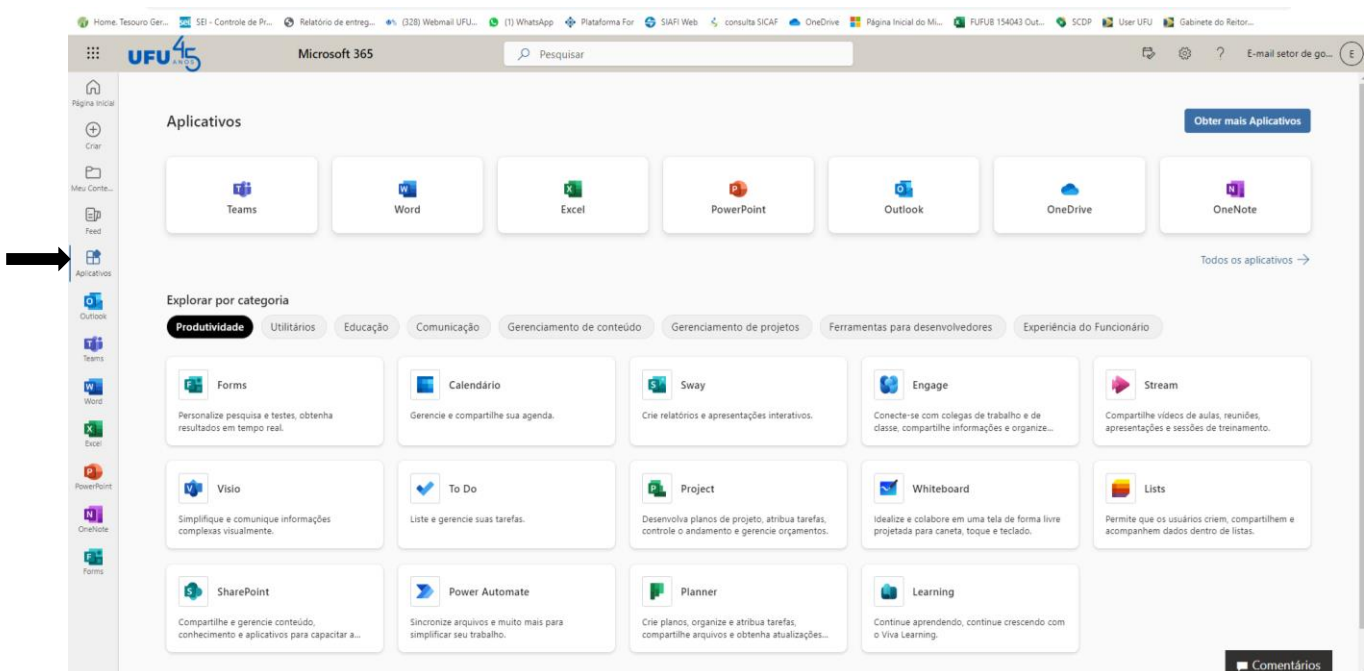 Home. Tesouro Ger... SEI - Controle de Pr... Relatório de entreg... (328) Webmail UFU... (1) WhatsApp Plataforma For SIAFI Web consulta SICAF OneDrive Página Inicial do Mi... FUFUB 154043 Out... SCDP User UFU Gabinete do Reitor...
UFU 45 ANOS Microsoft 365 Pesquisar ? E-mail setor de go... E
Página Inicial
Criar
Meu Conte...
Feed
Aplicativos
Outlook
Teams
Word
Excel
PowerPoint
OneNote
Forms
Aplicativos Obter mais Aplicativos
Teams Word Excel PowerPoint Outlook OneDrive OneNote
Todos os aplicativos →
Explorar por categoria
Produtividade Utilitários Educação Comunicação Gerenciamento de conteúdo Gerenciamento de projetos Ferramentas para desenvolvedores Experiência do Funcionário
Forms
Personalize pesquisa e testes, obtenha
resultados em tempo real.
Calendário
Gerencie e compartilhe sua agenda.
Sway
Crie relatórios e apresentações interativos.
Engage
Conecte-se com colegas de trabalho e de
classe, compartilhe informações e organize...
Stream
Compartilhe vídeos de aulas, reuniões,
apresentações e sessões de treinamento.
Visio
Simplifique e comunique informações
complexas visualmente.
To Do
Liste e gerencie suas tarefas.
Project
Desenvolva planos de projeto, atribua tarefas,
controle o andamento e gerencie orçamentos.
Whiteboard
Idealize e colabore em uma tela de forma livre
projetada para caneta, toque e teclado.
Lists
Permite que os usuários criem, compartilhem e
acompanhem dados dentro de listas.
SharePoint
Compartilhe e gerencie conteúdo,
conhecimento e aplicativos para capacitar a...
Power Automate
Sincronize arquivos e muito mais para
simplificar seu trabalho.
Planner
Crie planos, organize e atribua tarefas,
compartilhe arquivos e obtenha atualizações...
Learning
Continue aprendendo, continue crescendo com
o Viva Learning.
Comentários